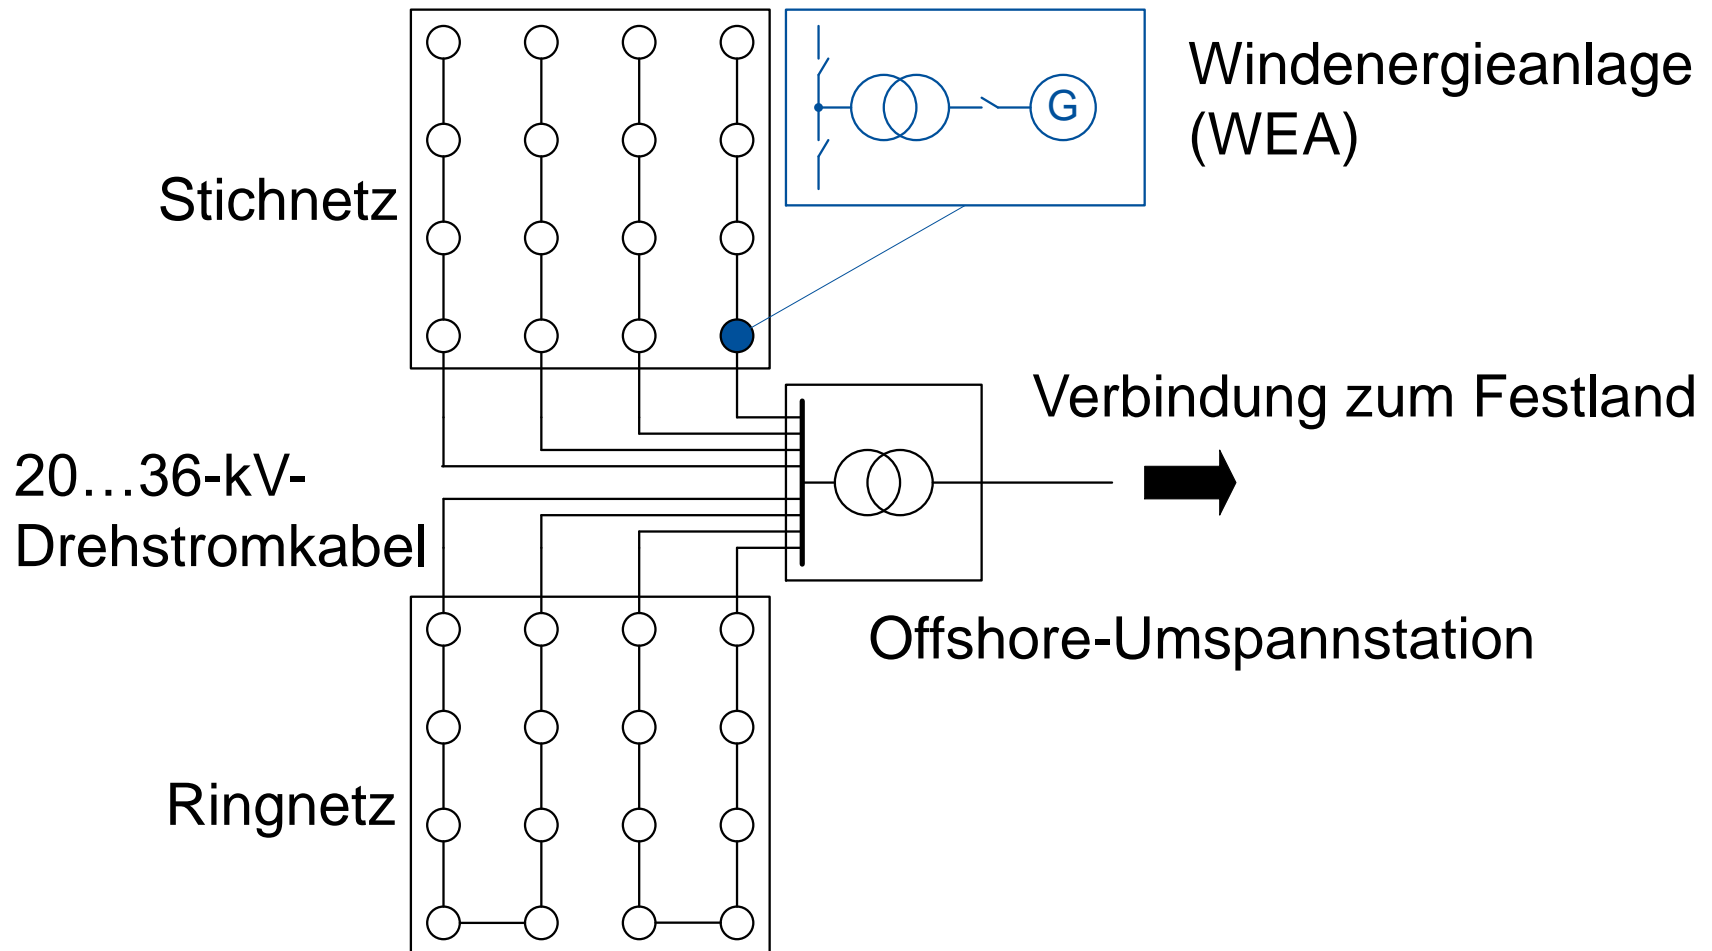 Windenergieanlage
(WEA)
G
Stichnetz
Verbindung zum Festland
20…36-kV-
Drehstromkabel
Offshore-Umspannstation
Ringnetz